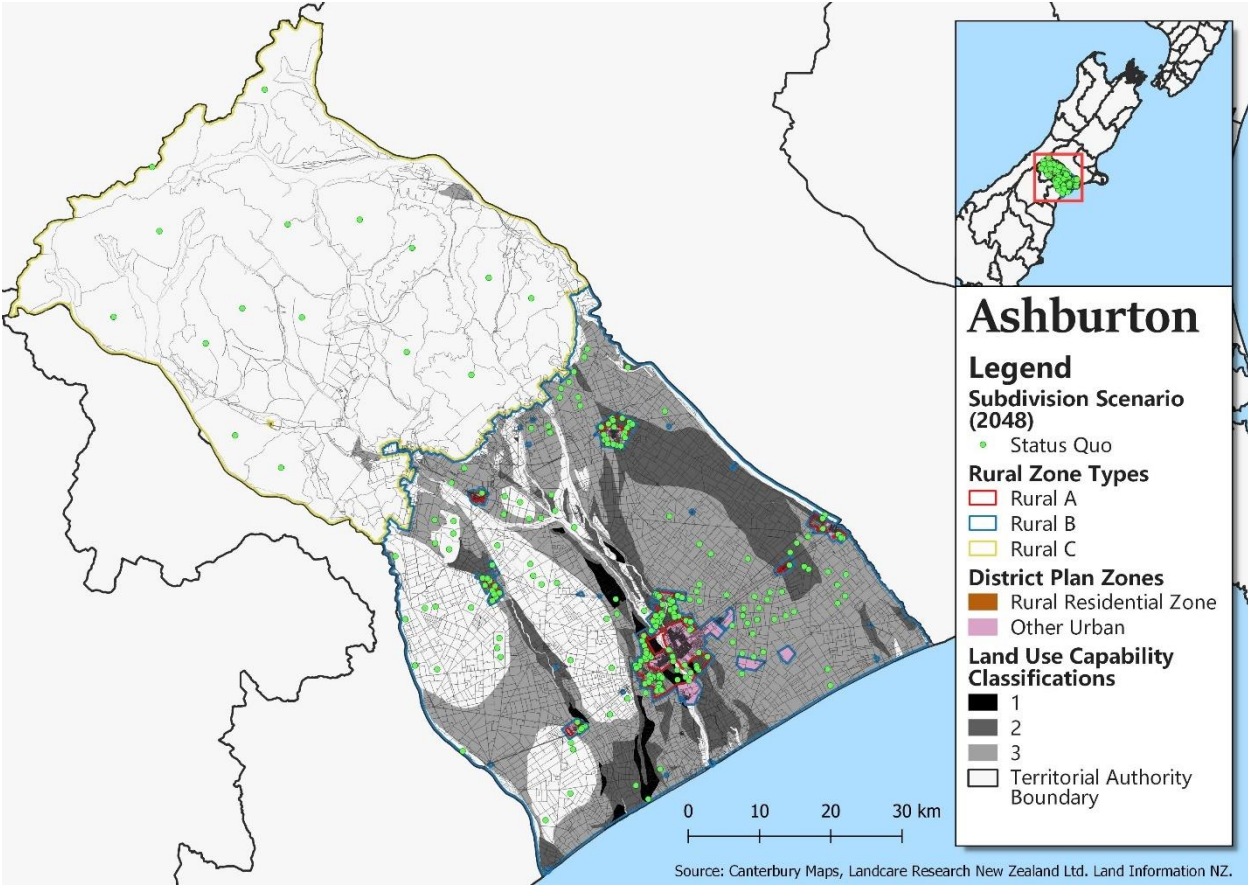 Ashburton
Legend
Subdivision Scenario
(2048)
Status Quo
Rural Zone Types
Rural A
Rural B
Rural C
District Plan Zones
Rural Residential Zone
Other Urban
Land Use Capability
Classifications
1
2
3
Territorial Authority
Boundary
0 10 20 30 km
Source: Canterbury Maps, Landcare Research New Zealand Ltd. Land Information NZ.